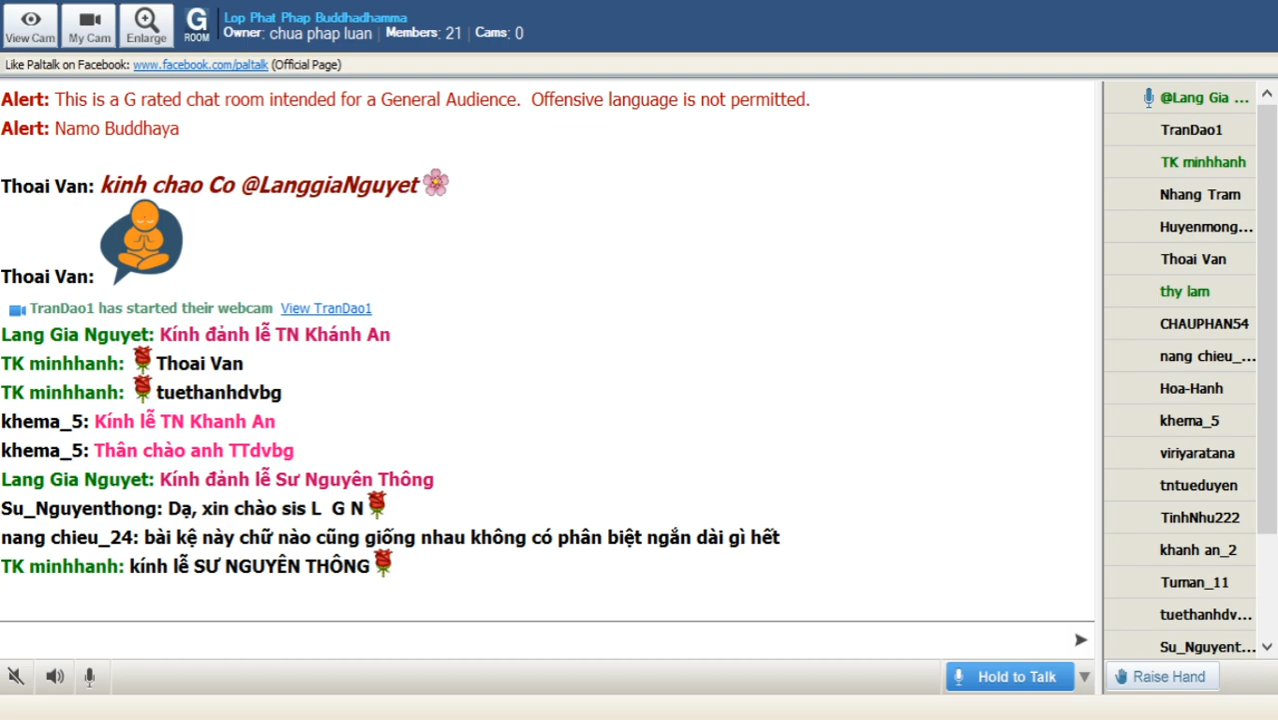 View Cam
My Cam
Enlarge
G
ROOM
Lop Phat Phap Buddhadhamma
Owner: chua phap luan | Members: 21 | Cams: 0
Like Paltalk on Facebook: www.facebook.com/paltalk (Official Page)
Alert: This is a G rated chat room intended for a General Audience. Offensive language is not permitted.
Alert: Namo Buddhaya
Thoai Van: kinh chao Co @LanggiaNguyet
Thoai Van:
TranDao1 has started their webcam View TranDao1
Lang Gia Nguyet: Kính đảnh lễ TN Khánh An
TK minhhanh: Thoai Van
TK minhhanh: tuethanhdvbg
khema_5: Kính lễ TN Khanh An
khema_5: Thân chào anh TTdvbg
Lang Gia Nguyet: Kính đảnh lễ Sư Nguyên Thông
Su_Nguyenthong: Dạ, xin chào sis L G N
nang chieu_24: bài kệ này chữ nào cũng giống nhau không có phân biệt ngắn dài gì hết
TK minhhanh: kính lễ SƯ NGUYÊN THÔNG
Hold to Talk
@Lang Gia ...
TranDao1
TK minhhanh
Nhang Tram
Huyenmong...
Thoai Van
thy lam
CHAUPHAN54
nang chieu_...
Hoa-Hanh
khema_5
viriyaratana
tntueduyen
TinhNhu222
khanh an_2
Tuman_11
tuethanhdv...
Su_Nguyent...
Raise Hand